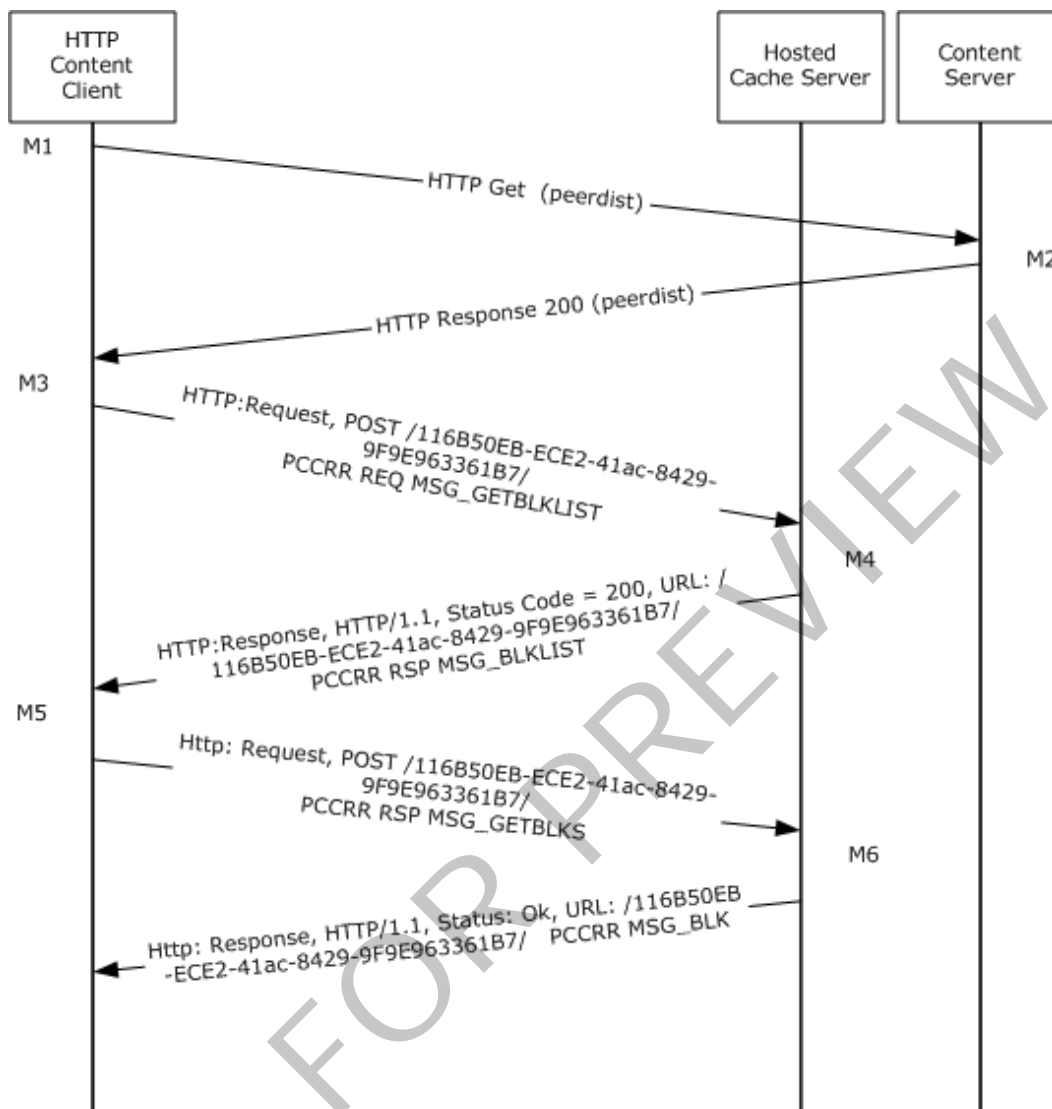 HTTP
Content
Client
Hosted
Cache Server
Content
Server
M1
HTTP Get  (peerdist)
M2
HTTP Response 200 (peerdist)
M3
HTTP:Request, POST /116B50EB-ECE2-41ac-8429-
9F9E963361B7/
PCCRR REQ MSG_GETBLKLIST
M4
HTTP:Response, HTTP/1.1, Status Code = 200, URL: /
116B50EB-ECE2-41ac-8429-9F9E963361B7/
PCCRR RSP MSG_BLKLIST
M5
Http: Request, POST /116B50EB-ECE2-41ac-8429-
9F9E963361B7/
PCCRR RSP MSG_GETBLKS
M6
Http: Response, HTTP/1.1, Status: Ok, URL: /116B50EB
-ECE2-41ac-8429-9F9E963361B7/   PCCRR MSG_BLK
FOR PREVIEW